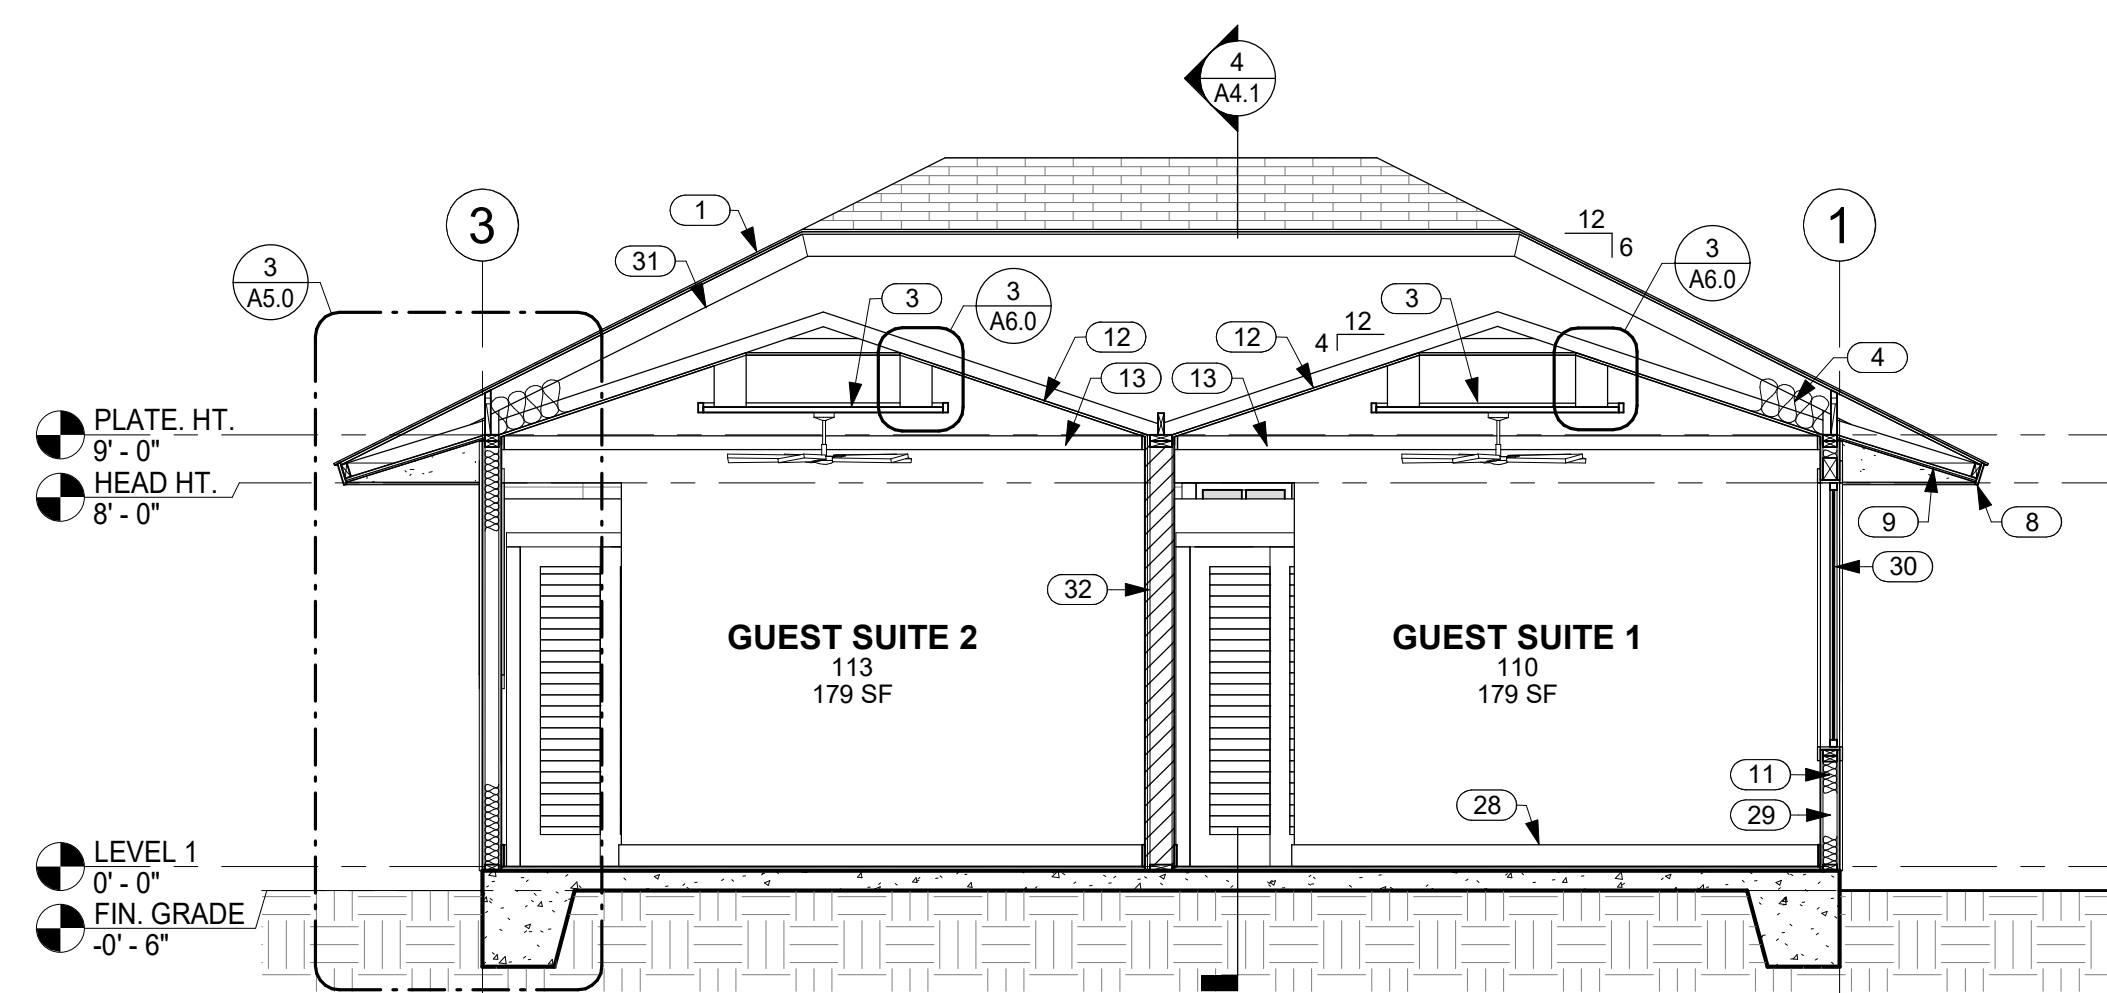 4
A4.1
3
1
1
12
6
3
A5.0
31
3
A6.0
3
3
A6.0
3
12
12
12
4
4
13
13
PLATE. HT.
9' - 0"
HEAD HT.
8' - 0"
9
8
30
32
GUEST SUITE 2
113
179 SF
GUEST SUITE 1
110
179 SF
11
28
29
LEVEL 1
0' - 0"
FIN. GRADE
-0' - 6"